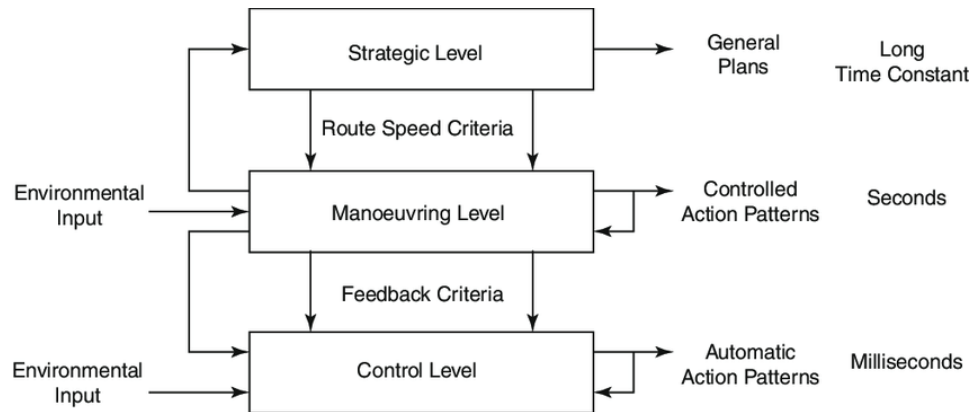 Strategic Level
General
Plans
Long
Time Constant
Route Speed Criteria
Environmental
Input
Manoeuvring Level
Controlled
Action Patterns
Seconds
Feedback Criteria
Environmental
Input
Control Level
Automatic
Action Patterns
Milliseconds